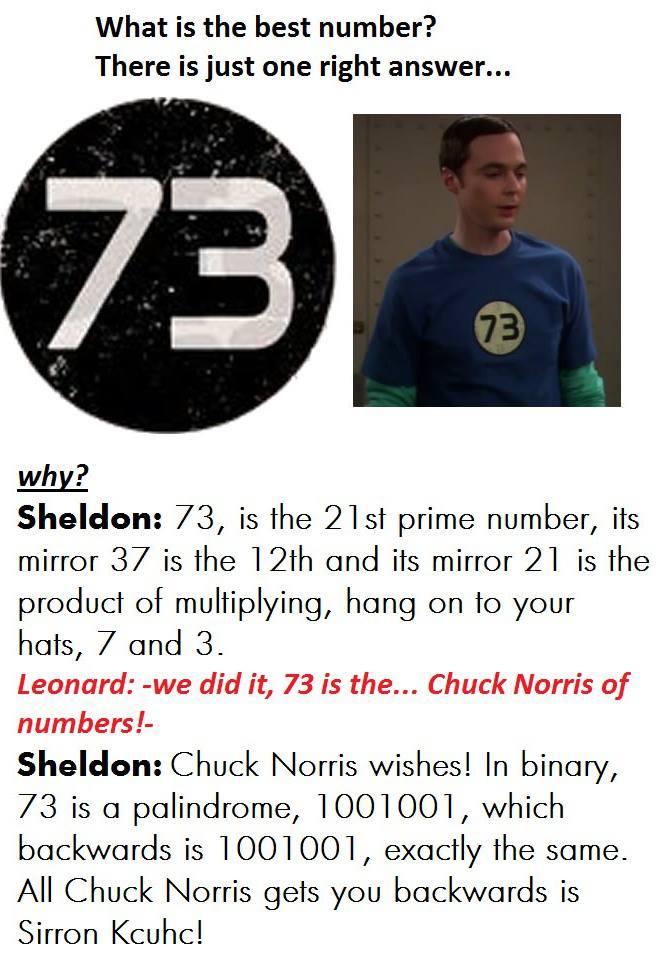 What is the best number?
There is just one right answer...
73
73
why?
Sheldon: 73, is the 21st prime number, its
mirror 37 is the 12th and its mirror 21 is the
product of multiplying, hang on to your
hats, 7 and 3.
Leonard: -we did it, 73 is the... Chuck Norris of
numbers!-
Sheldon: Chuck Norris wishes! In binary,
73 is a palindrome, 1001001, which
backwards is 1001001, exactly the same.
All Chuck Norris gets you backwards is
Sirron Kcuhc!